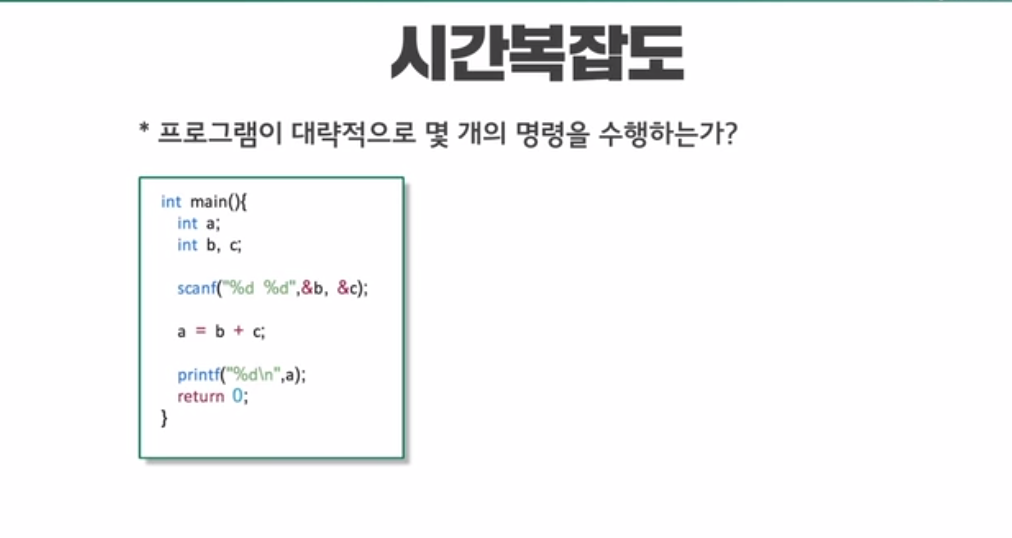 시간복잡도
* 프로그램이 대략적으로 몇 개의 명령을 수행하는가?
int main(){
int a;
int b, c;
scanf("%d %d",&b, &c);
a = b + c;
printf("%d\n",a);
return 0;
}